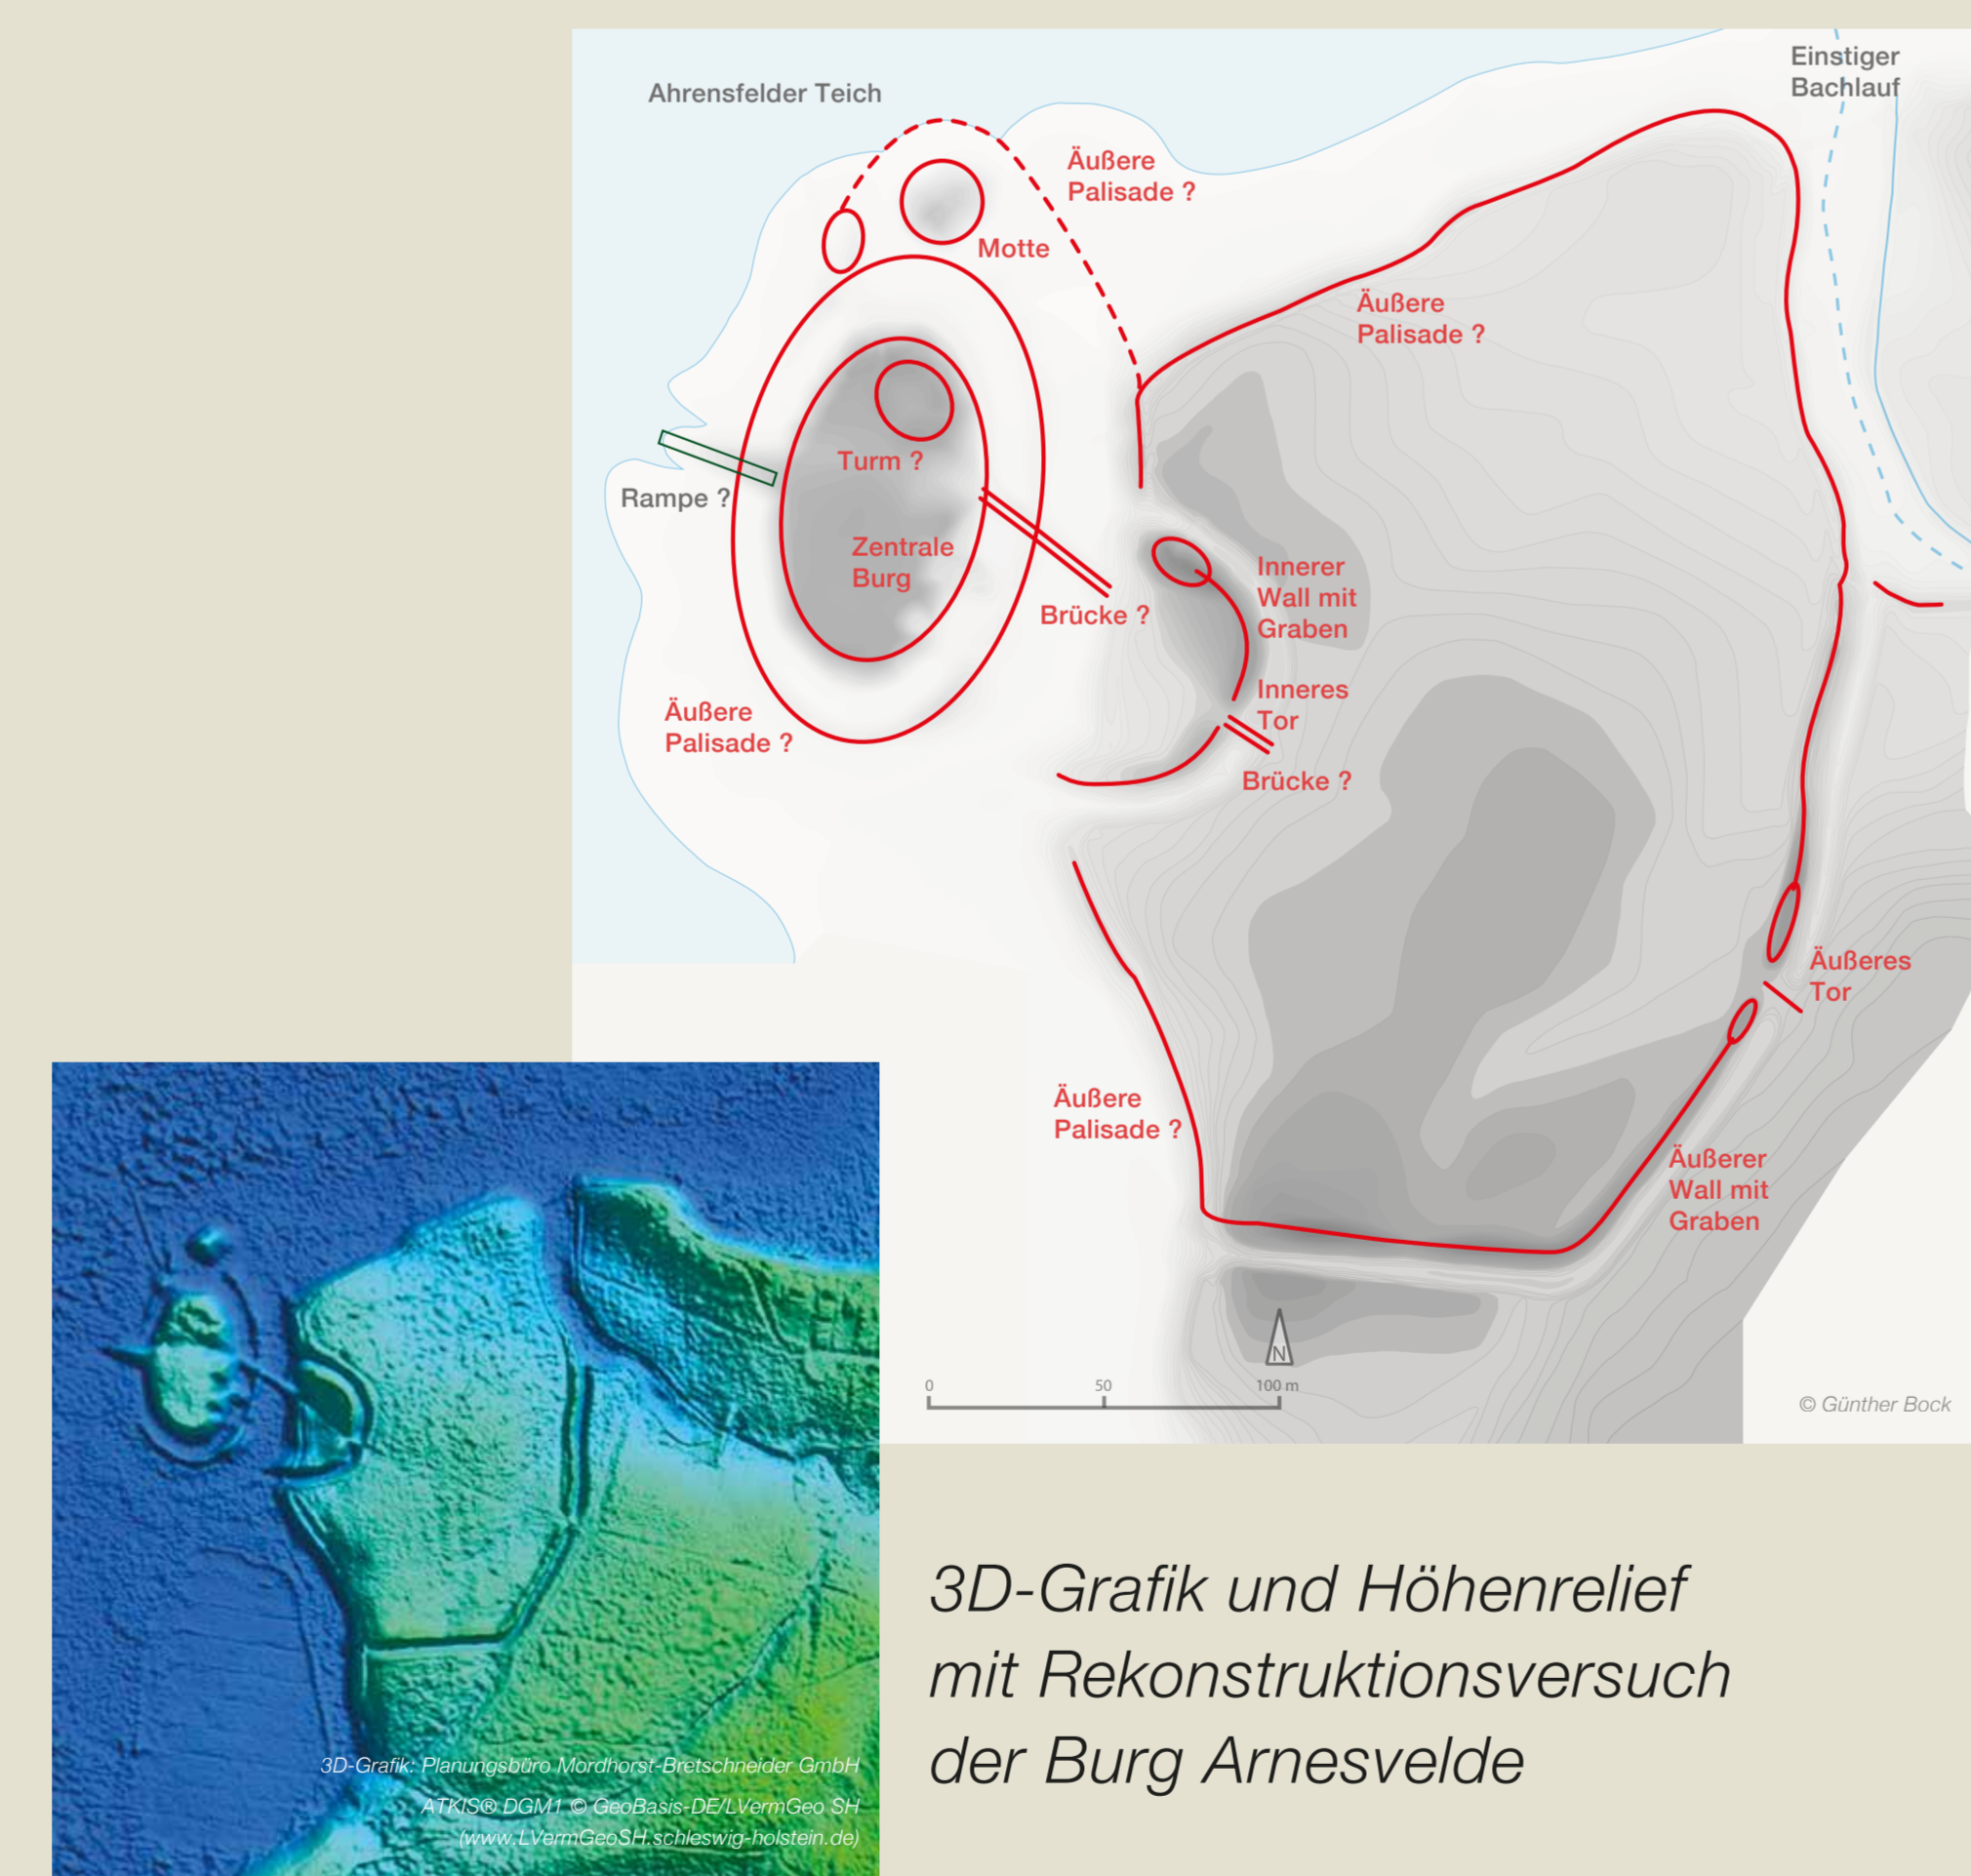 Ahrensfelder Teich
Einstiger
Bachlauf
Äußere
Palisade ?
Motte
Äußere
Palisade ?
Turm ?
Rampe ?
Zentrale
Burg
Brücke ?
Innerer
Wall mit
Graben
Inneres
Tor
Brücke ?
Äußere
Palisade ?
Äußeres
Tor
Äußere
Palisade ?
Äußerer
Wall mit
Graben
N
0 50 100 m
© Günther Bock
3D-Grafik: Planungsbüro Mordhorst-Bretschneider GmbH
ATKIS® DGM1 © GeoBasis-DE/LVermGeo SH
(www.LVermGeoSH.schleswig-holstein.de)
3D-Grafik und Höhenrelief
mit Rekonstruktionsversuch
der Burg Arnesvelde